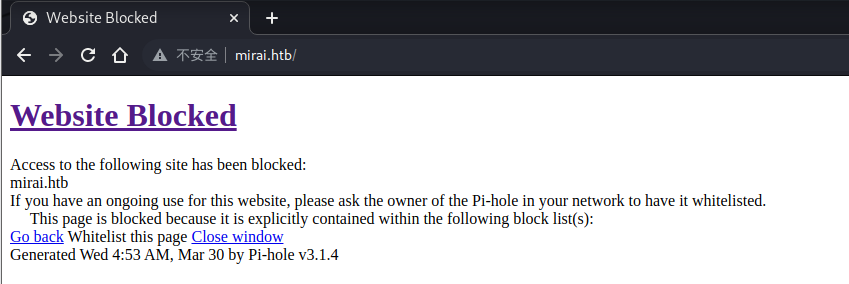 Website Blocked
不安全 mirai.htb/
Website Blocked
Access to the following site has been blocked:
mirai.htb
If you have an ongoing use for this website, please ask the owner of the Pi-hole in your network to have it whitelisted.
This page is blocked because it is explicitly contained within the following block list(s):
Go back Whitelist this page Close window
Generated Wed 4:53 AM, Mar 30 by Pi-hole v3.1.4